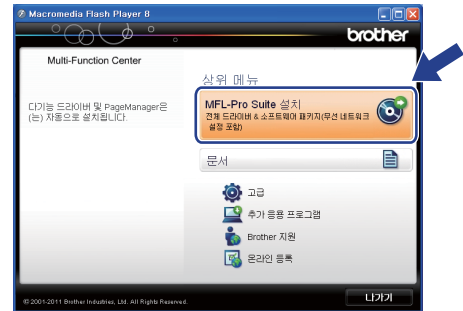 Macromedia Flash Player 8
brother
Multi-Function Center
다기능 드라이버 및 PageManager은
(는) 자동으로 설치됩니다.
상위 메뉴
MFL-Pro Suite 설치
전체 드라이버 & 소프트웨어 패키지(무선 네트워크
설정 포함)
문서
고급
추가 응용 프로그램
Brother 지원
온라인 등록
© 2001-2011 Brother Industries, Ltd. All Rights Reserved.
나가기